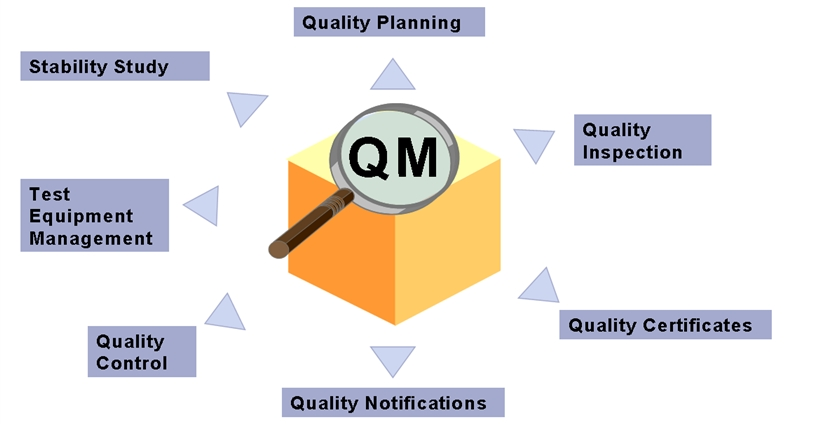 Quality Planning
Stability Study
Quality
Inspection
QM
Test
Equipment
Management
Quality Certificates
Quality
Control
Quality Notifications